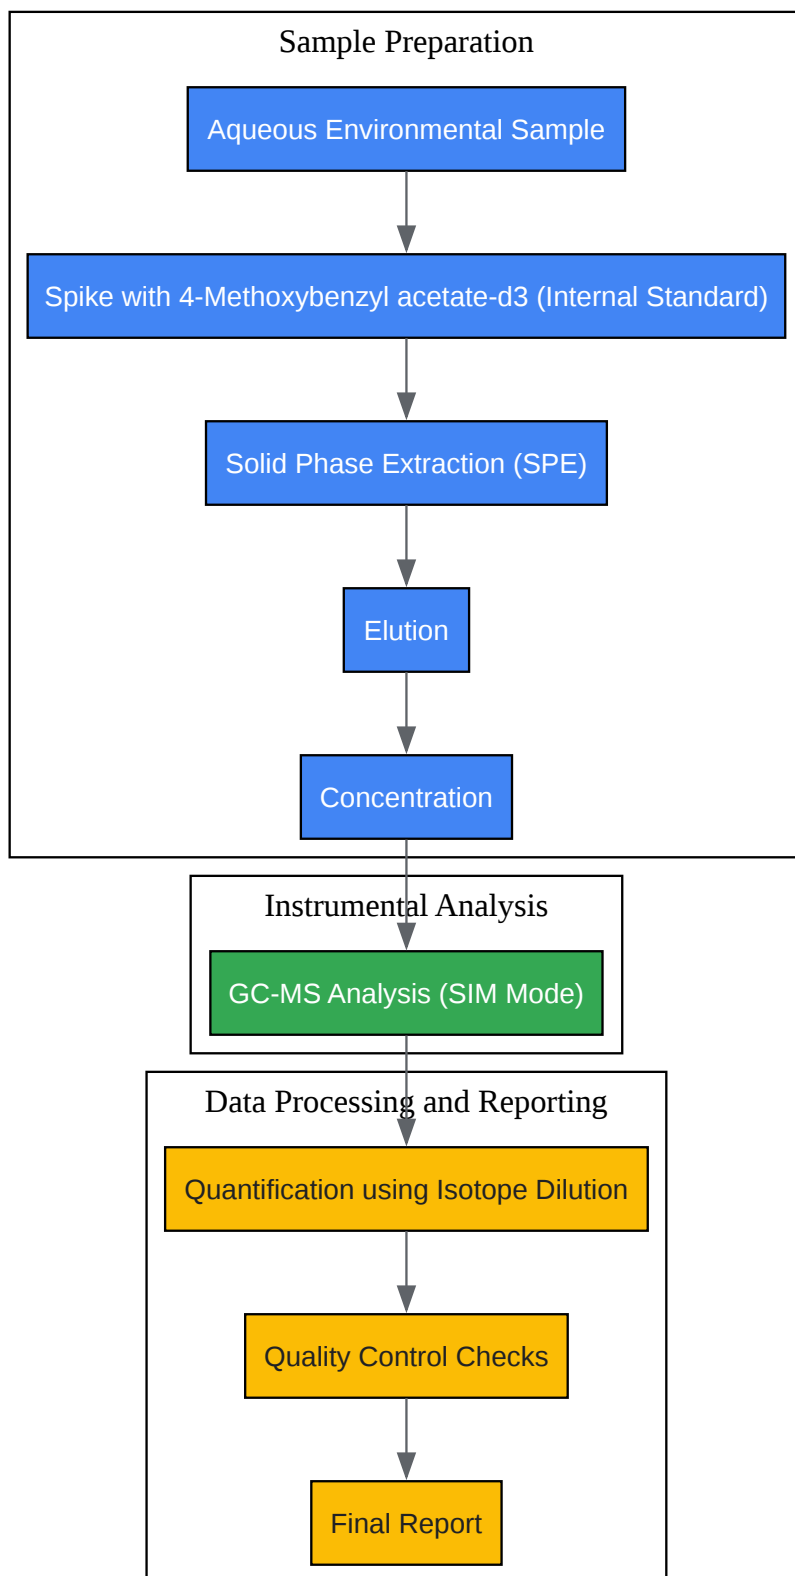 Sample Preparation
Aqueous Environmental Sample
Spike with 4-Methoxybenzyl acetate-d3 (Internal Standard)
Solid Phase Extraction (SPE)
Elution
Concentration
Instrumental Analysis
GC-MS Analysis (SIM Mode)
Data Processing and Reporting
Quantification using Isotope Dilution
Quality Control Checks
Final Report